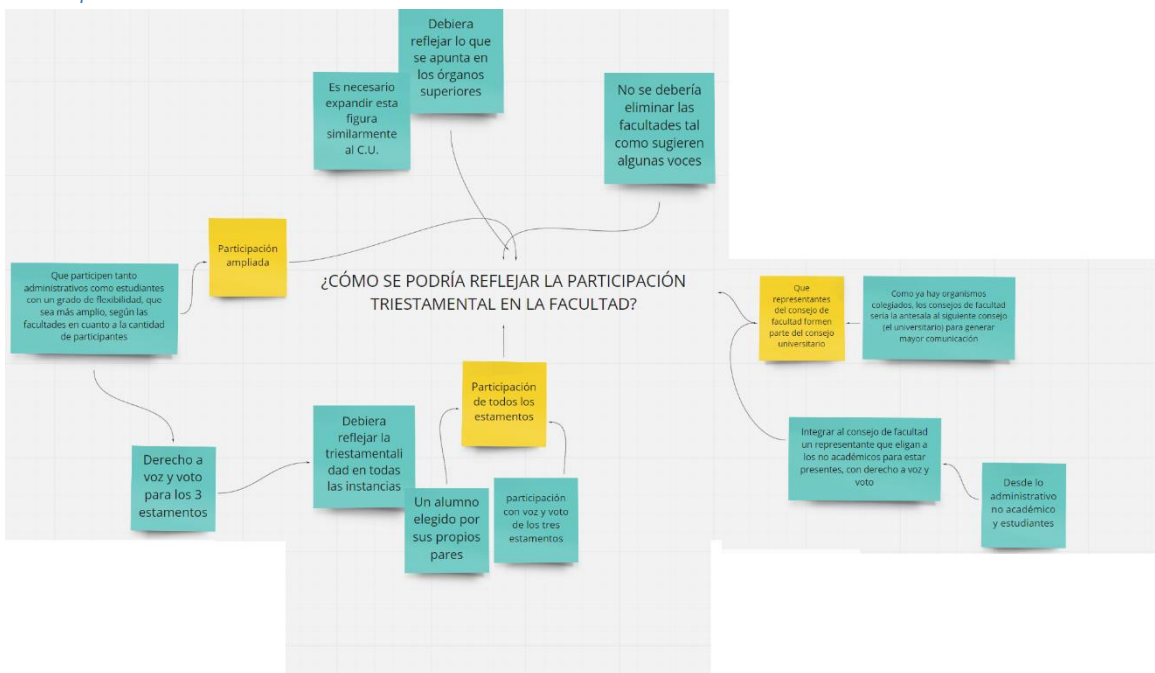 Debiera
reflejar lo que
se apunta en
los órganos
superiores
Es necesario
expandir esta
figura
similarmente
al C.U.
No se debería
eliminar las
facultades tal
como sugieren
algunas voces
Participación
ampliada
Que participen tanto
administrativos como estudiantes
con un grado de flexibilidad, que
sea más amplio, según las
facultades en cuanto a la cantidad
de participantes
¿CÓMO SE PODRÍA REFLEJAR LA PARTICIPACIÓN
TRIESTAMENTAL EN LA FACULTAD?
Que
representantes
del consejo de
facultad formen
parte del consejo
universitario
Como ya hay organismos
colegiados, los consejos de facultad
sería la antesala al siguiente consejo
(el universitario) para generar
mayor comunicación
Participación
de todos los
estamentos
Derecho a
voz y voto
para los 3
estamentos
Debiera
reflejar la
triestamentali
dad en todas
las instancias
Un alumno
elegido por
sus propios
pares
participación
con voz y voto
de los tres
estamentos
Integrar al consejo de facultad
un representante que eligan a
los no académicos para estar
presentes, con derecho a voz y
voto
Desde lo
administrativo
no académico
y estudiantes